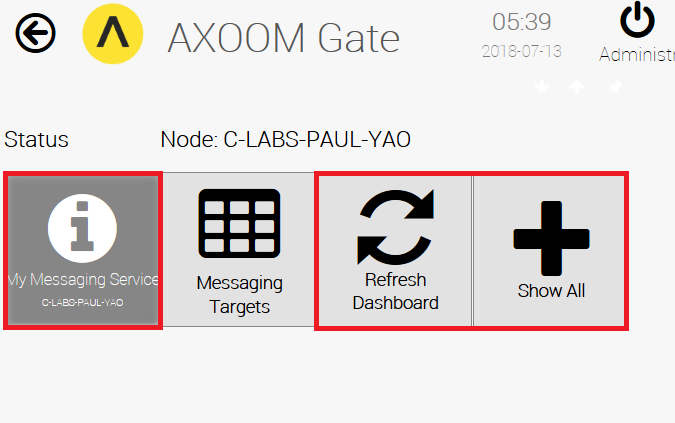 AXOOM Gate
05:39
2018-07-13
Administr
Status
Node: C-LABS-PAUL-YAO
My Messaging Service
C-LABS-PAUL-YAO
Messaging
Targets
Refresh
Dashboard
Show All